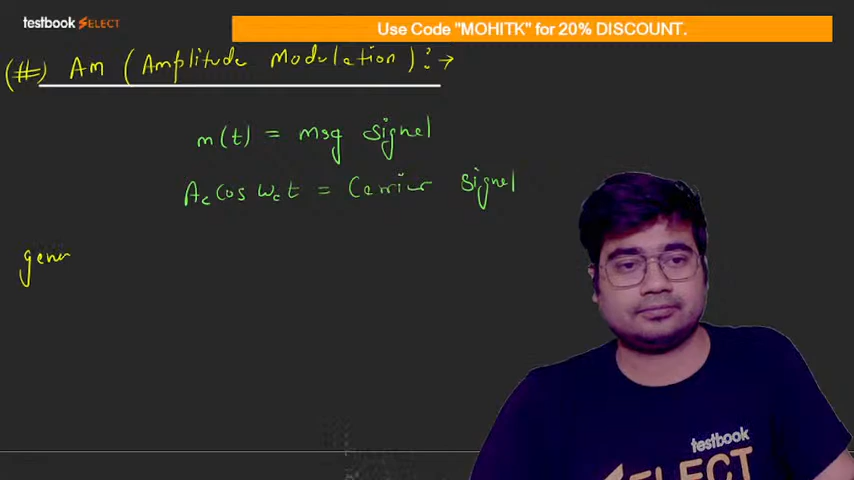 testbook SELECT
Use Code "MOHITK" for 20% DISCOUNT.
(#) Am (Amplitude modulation) : →
m(t) = msg signal
Ac cos wct = Carrier signal
gener
testbook
SELECT